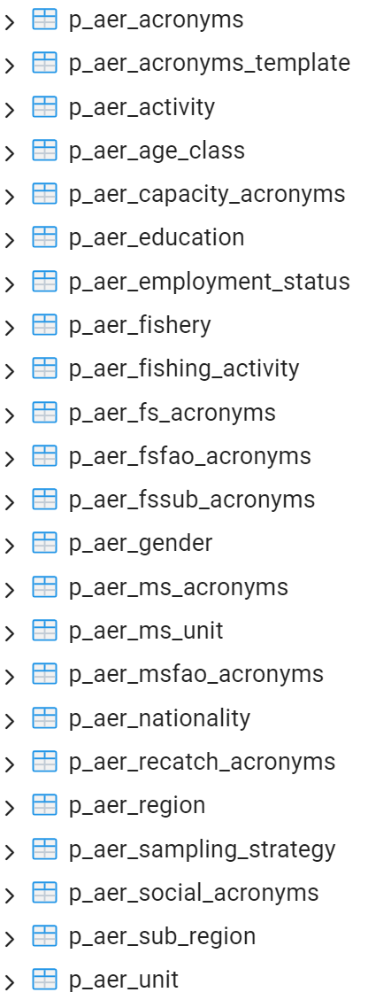 p_aer_acronyms
p_aer_acronyms_template
p_aer_activity
p_aer_age_class
p_aer_capacity_acronyms
p_aer_education
p_aer_employment_status
p_aer_fishery
p_aer_fishing_activity
p_aer_fs_acronyms
p_aer_fsfao_acronyms
p_aer_fssub_acronyms
p_aer_gender
p_aer_ms_acronyms
p_aer_ms_unit
p_aer_msfao_acronyms
p_aer_nationality
p_aer_recatch_acronyms
p_aer_region
p_aer_sampling_strategy
p_aer_social_acronyms
p_aer_sub_region
p_aer_unit